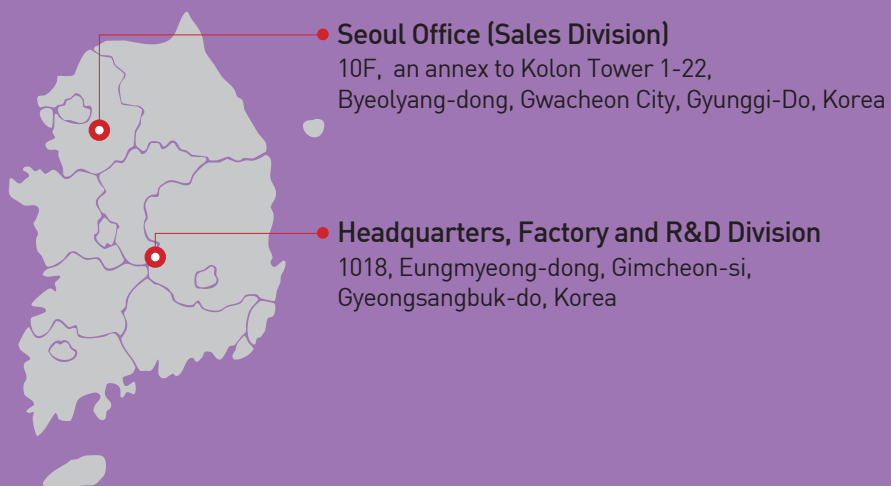 Seoul Office (Sales Division)
10F, an annex to Kolon Tower 1-22,
Byeolyang-dong, Gwacheon City, Gyunggi-Do, Korea
Headquarters, Factory and R&D Division
1018, Eungmyeong-dong, Gimcheon-si,
Gyeongsangbuk-do, Korea